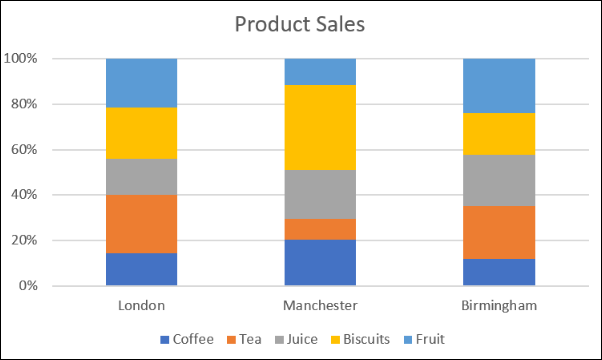 Product Sales
100%
80%
60%
40%
20%
0%
London Manchester Birmingham
Coffee Tea Juice Biscuits Fruit